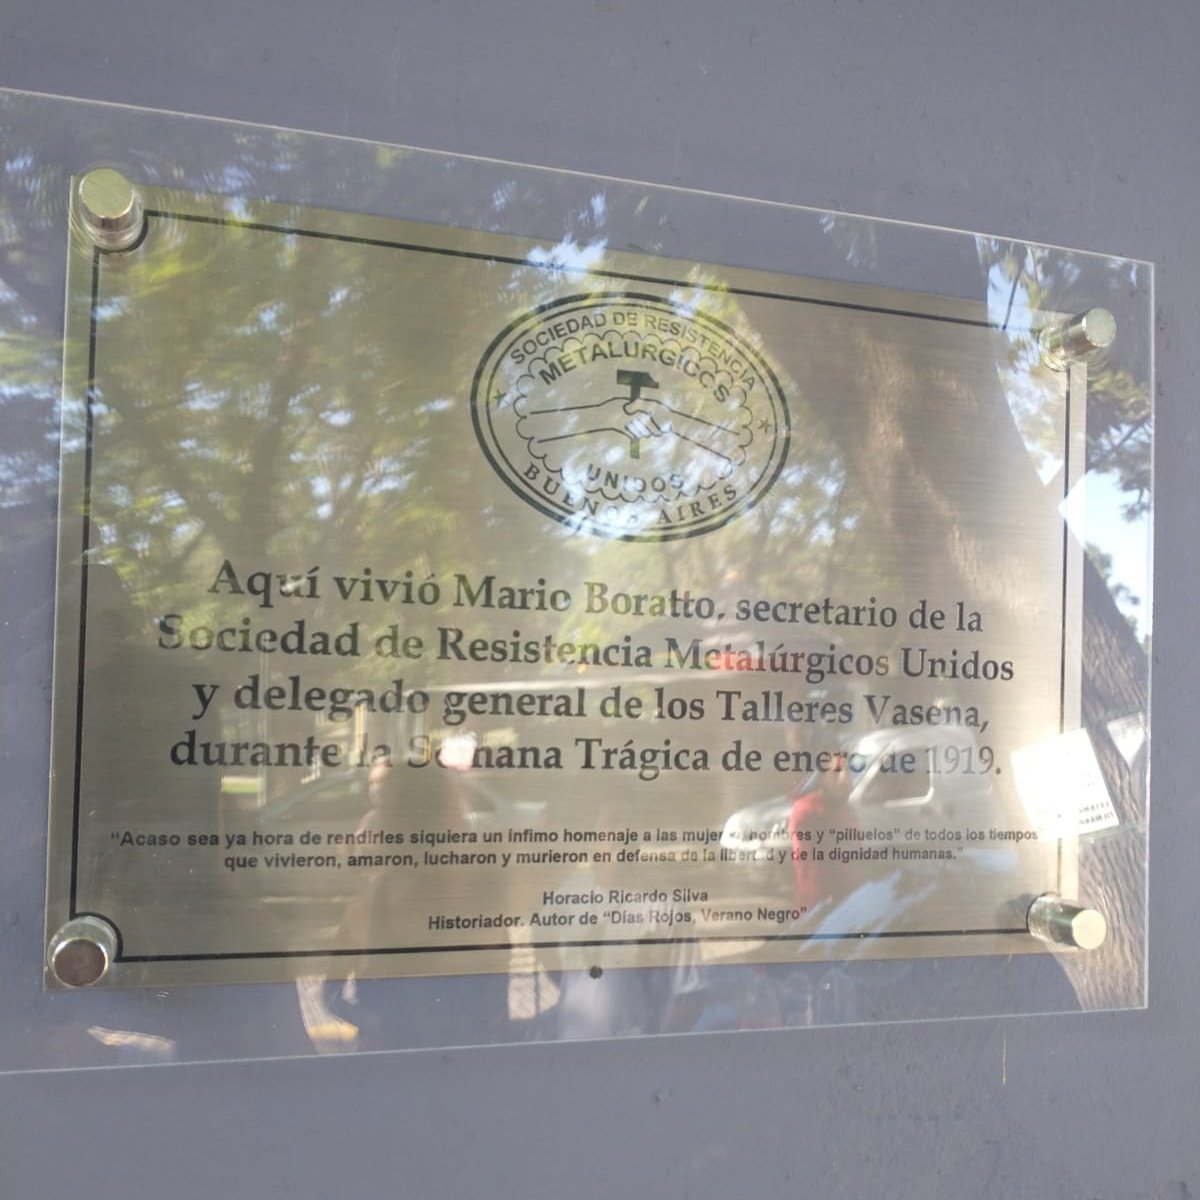 SOCIEDAD DE RESISTENCIA
METALURGICOS
UNIDOS
BUENOS AIRES
Aquí vivió Mario Boratto, secretario de la
Sociedad de Resistencia Metalúrgicos Unidos
y delegado general de los Talleres Vasena,
durante la Semana Trágica de enero de 1919.
“Acaso sea ya hora de rendirles siquiera un ínfimo homenaje a las mujeres, hombres y “pilluelos” de todos los tiempos
que vivieron, amaron, lucharon y murieron en defensa de la libertad y de la dignidad humanas.”
Horacio Ricardo Silva
Historiador. Autor de “Días Rojos, Verano Negro”